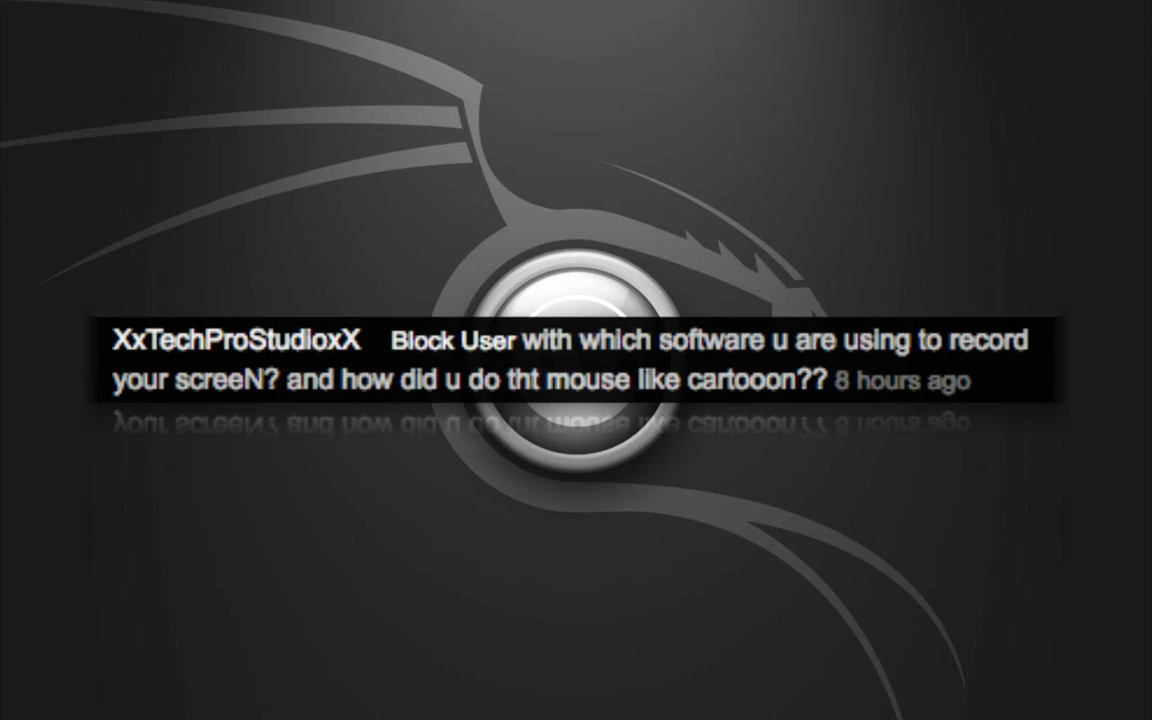 XxTechProStudioxX Block User with which software u are using to record
your screeN? and how did u do tht mouse like cartooon?? 8 hours ago